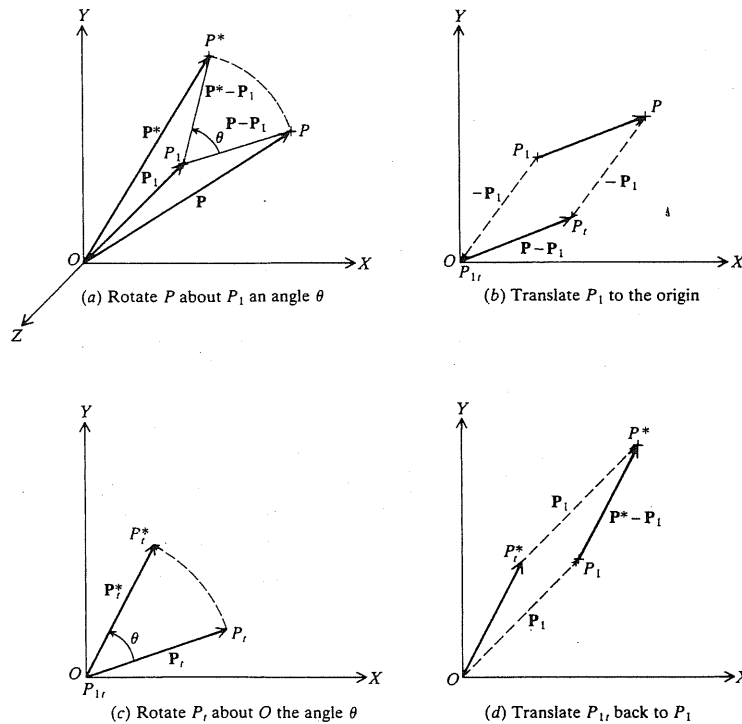 Y
P*
P*–P₁
P*
P–P₁
P
θ
P₁
P₁
P
O
X
Z
(a) Rotate P about P₁ an angle θ
Y
P
P₁
–P₁
–P₁
Pₜ
O
P–P₁
X
P₁ₜ
(b) Translate P₁ to the origin
Y
Pₜ*
Pₜ*
θ
Pₜ
Pₜ
O
X
P₁ₜ
(c) Rotate Pₜ about O the angle θ
Y
P*
P₁
P*–P₁
Pₜ*
P₁
P₁
O
X
(d) Translate P₁ₜ back to P₁